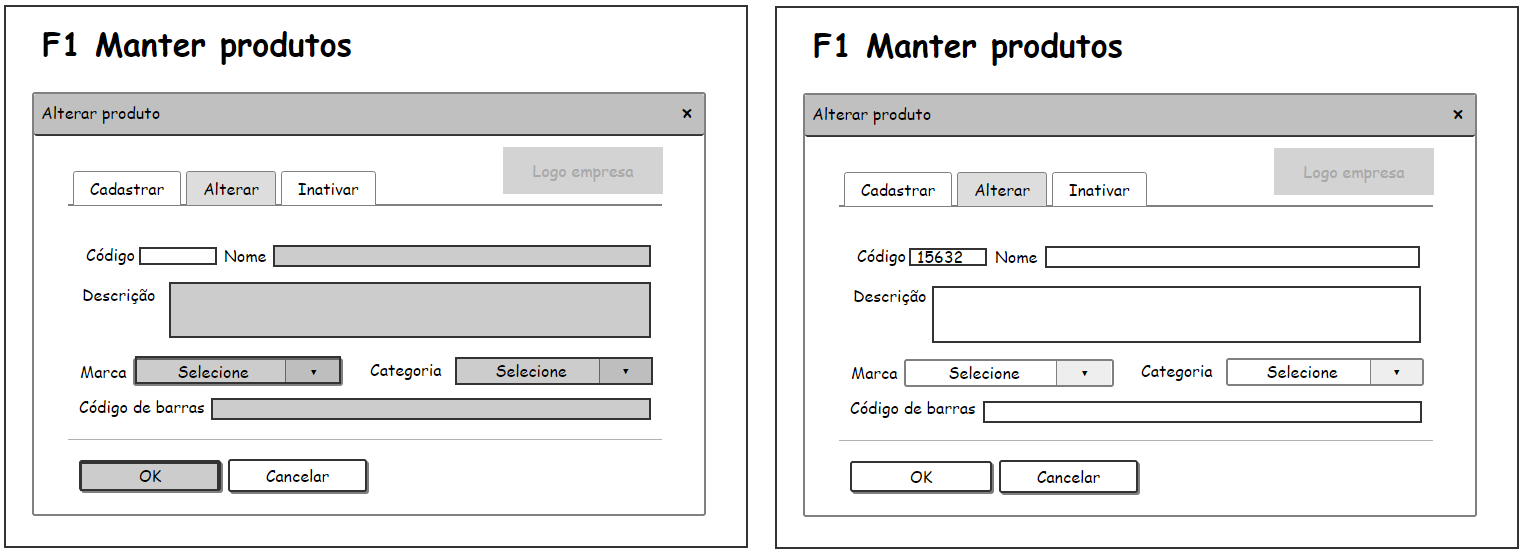 F1 Manter produtos
Alterar produto ×
Logo empresa
Cadastrar Alterar Inativar
Código Nome
Descrição
Marca Selecione ▾ Categoria Selecione ▾
Código de barras
OK Cancelar
F1 Manter produtos
Alterar produto ×
Logo empresa
Cadastrar Alterar Inativar
Código 15632 Nome
Descrição
Marca Selecione ▾ Categoria Selecione ▾
Código de barras
OK Cancelar